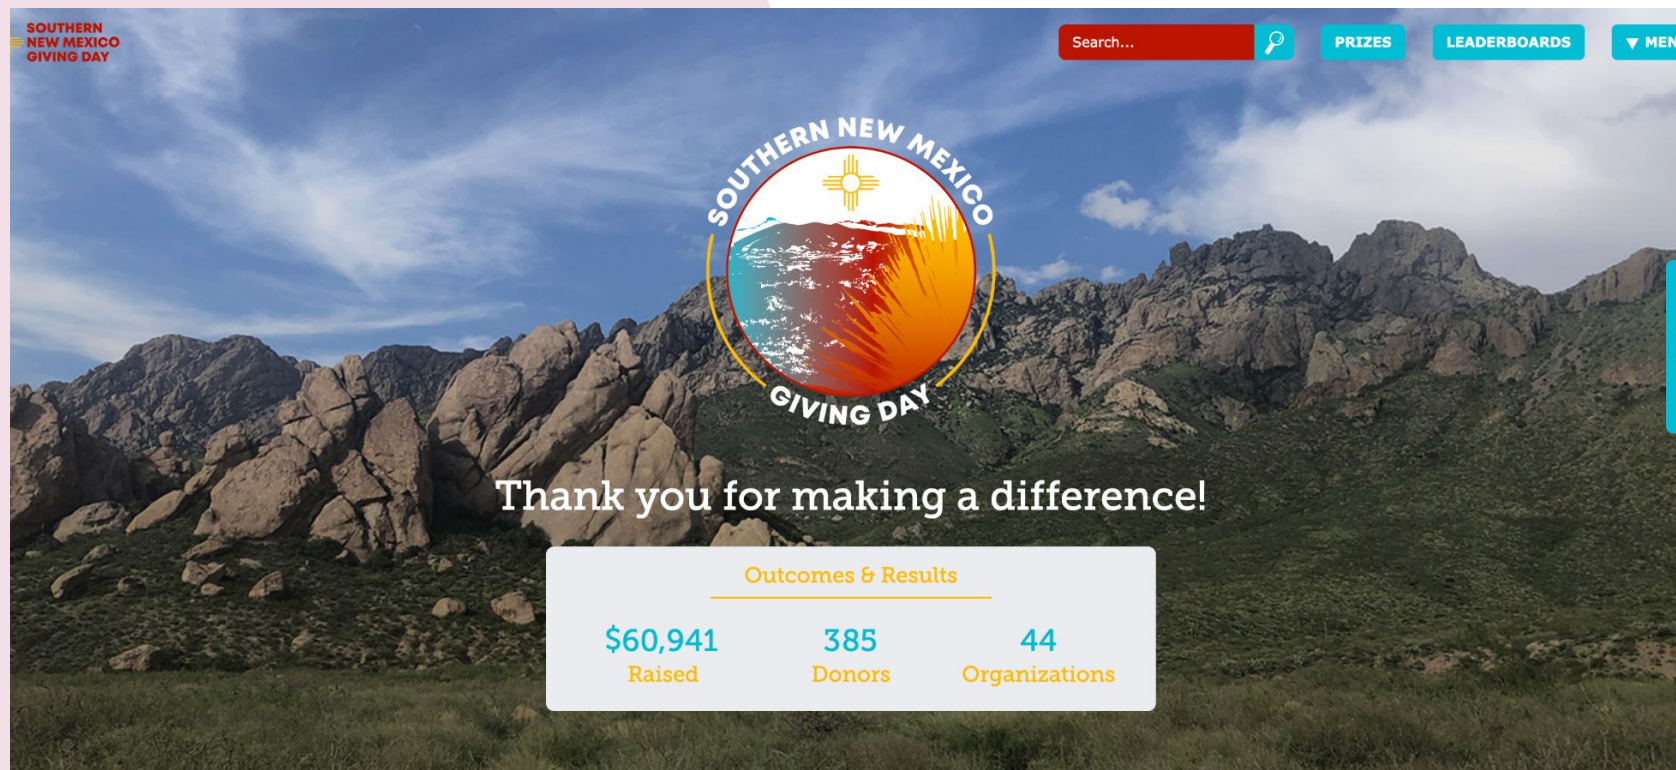 SOUTHERN
NEW MEXICO
GIVING DAY
Search...
PRIZES
LEADERBOARDS
▼ MEN
SOUTHERN NEW MEXICO
GIVING DAY
Thank you for making a difference!
Outcomes & Results
$60,941
Raised
385
Donors
44
Organizations